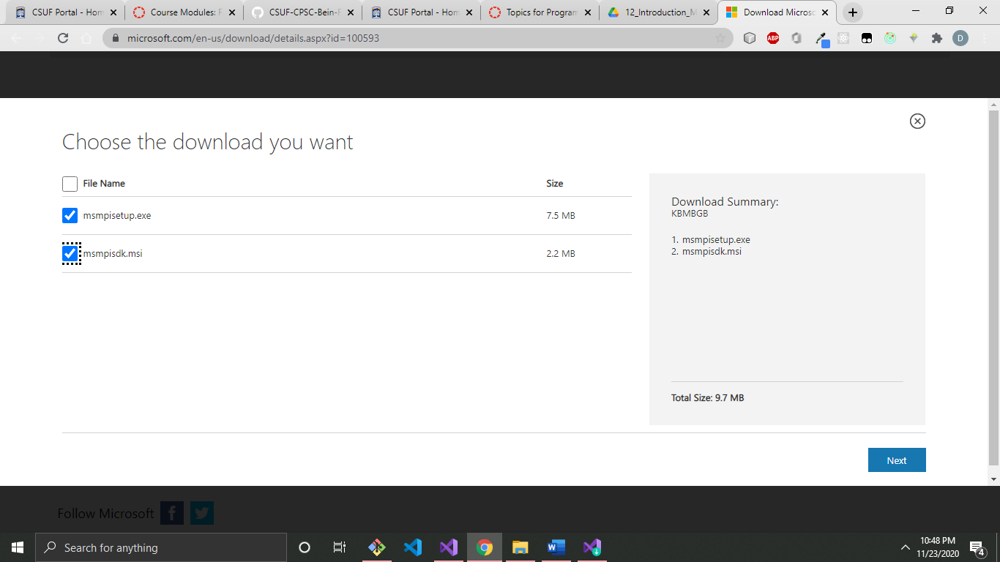 CSUF Portal - Hom
Course Modules: F
CSUF-CPSC-Bein-F
CSUF Portal - Hom
Topics for Program
12_Introduction_M
Download Microso
microsoft.com/en-us/download/details.aspx?id=100593
ABP
D
Choose the download you want
File Name Size
msmpisetup.exe 7.5 MB
msmpisdk.msi 2.2 MB
Download Summary:
KBMBGB
1. msmpisetup.exe
2. msmpisdk.msi
Total Size: 9.7 MB
Next
Follow Microsoft
Search for anything
10:48 PM
11/23/2020
4